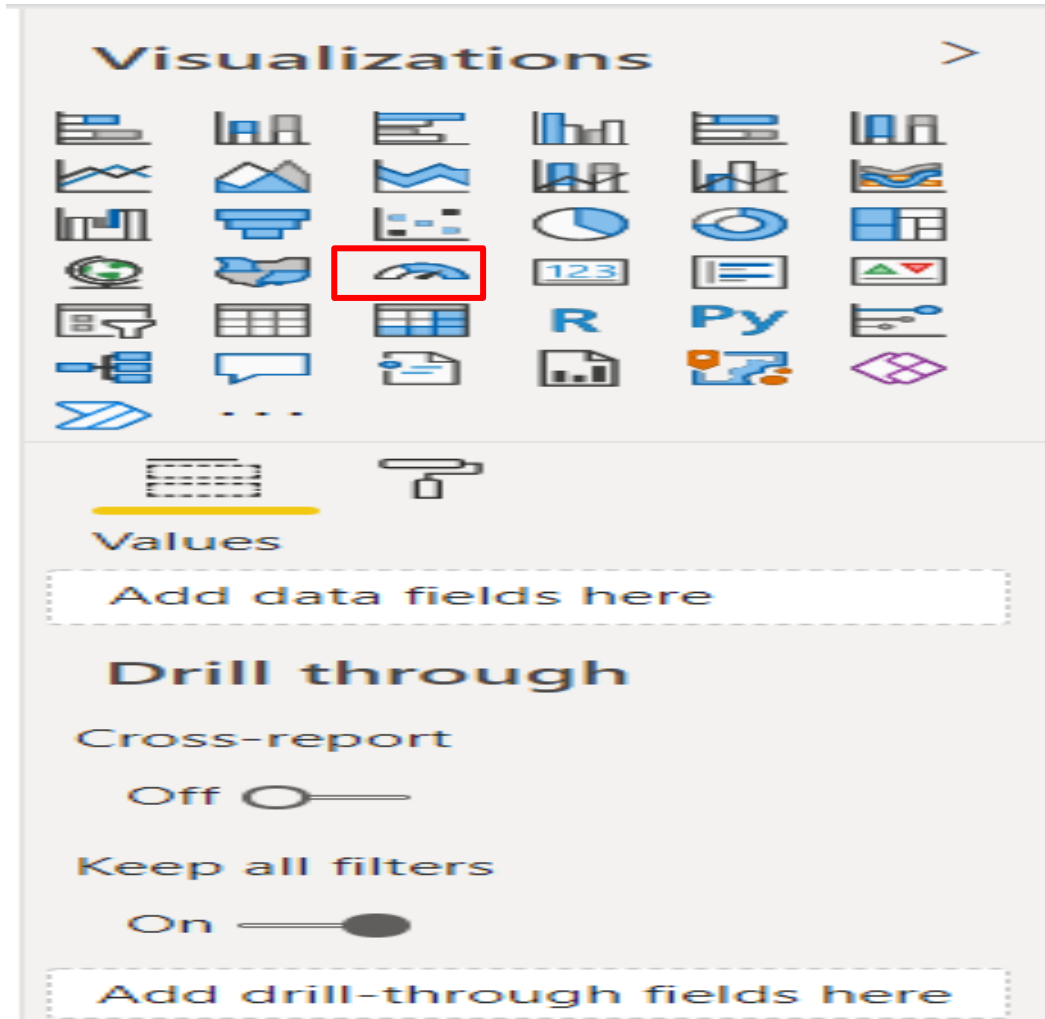 Visualizations >
123
R Py
...
Values
Add data fields here
Drill through
Cross-report
Off
Keep all filters
On
Add drill-through fields here